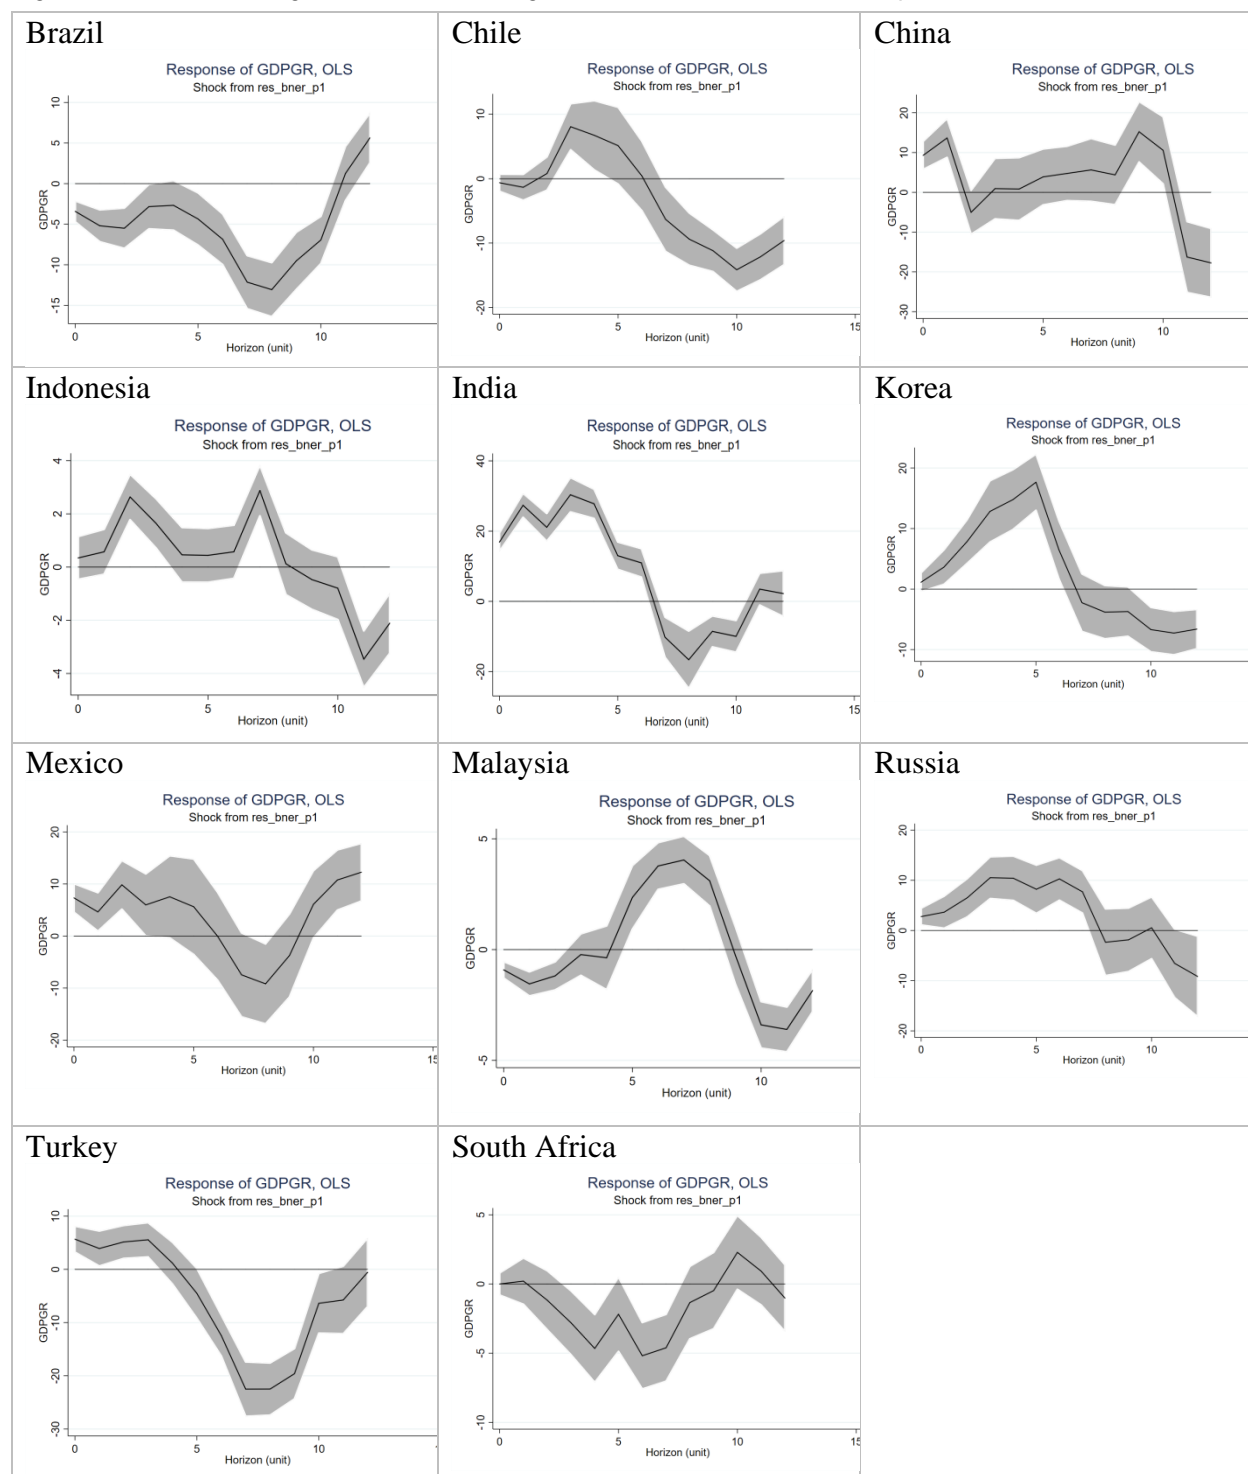 Brazil
Response of GDPGR, OLS
Shock from res_bner_p1
GDPGR
10
5
0
-5
-10
-15
0 5 10
Horizon (unit)
Chile
Response of GDPGR, OLS
Shock from res_bner_p1
GDPGR
10
0
-10
-20
0 5 10 15
Horizon (unit)
China
Response of GDPGR, OLS
Shock from res_bner_p1
GDPGR
20
10
0
-10
-20
-30
0 5 10
Horizon (unit)
Indonesia
Response of GDPGR, OLS
Shock from res_bner_p1
GDPGR
4
2
0
-2
-4
0 5 10
Horizon (unit)
India
Response of GDPGR, OLS
Shock from res_bner_p1
GDPGR
40
20
0
-20
0 5 10 15
Horizon (unit)
Korea
Response of GDPGR, OLS
Shock from res_bner_p1
GDPGR
20
10
0
-10
0 5 10
Horizon (unit)
Mexico
Response of GDPGR, OLS
Shock from res_bner_p1
GDPGR
20
10
0
-10
-20
0 5 10 15
Horizon (unit)
Malaysia
Response of GDPGR, OLS
Shock from res_bner_p1
GDPGR
5
0
-5
0 5 10
Horizon (unit)
Russia
Response of GDPGR, OLS
Shock from res_bner_p1
GDPGR
20
10
0
-10
-20
0 5 10
Horizon (unit)
Turkey
Response of GDPGR, OLS
Shock from res_bner_p1
GDPGR
10
0
-10
-20
-30
0 5 10
Horizon (unit)
South Africa
Response of GDPGR, OLS
Shock from res_bner_p1
GDPGR
5
0
-5
-10
0 5 10 15
Horizon (unit)